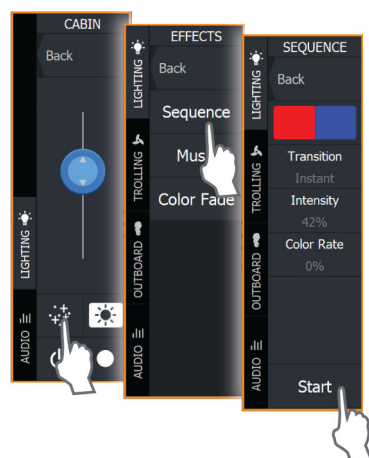 CABIN
Back
LIGHTING
AUDIO
EFFECTS
Back
Sequence
Mus
Color Fade
LIGHTING
TROLLING
OUTBOARD
AUDIO
SEQUENCE
Back
Transition
Instant
Intensity
42%
Color Rate
0%
Start
LIGHTING
TROLLING
OUTBOARD
AUDIO